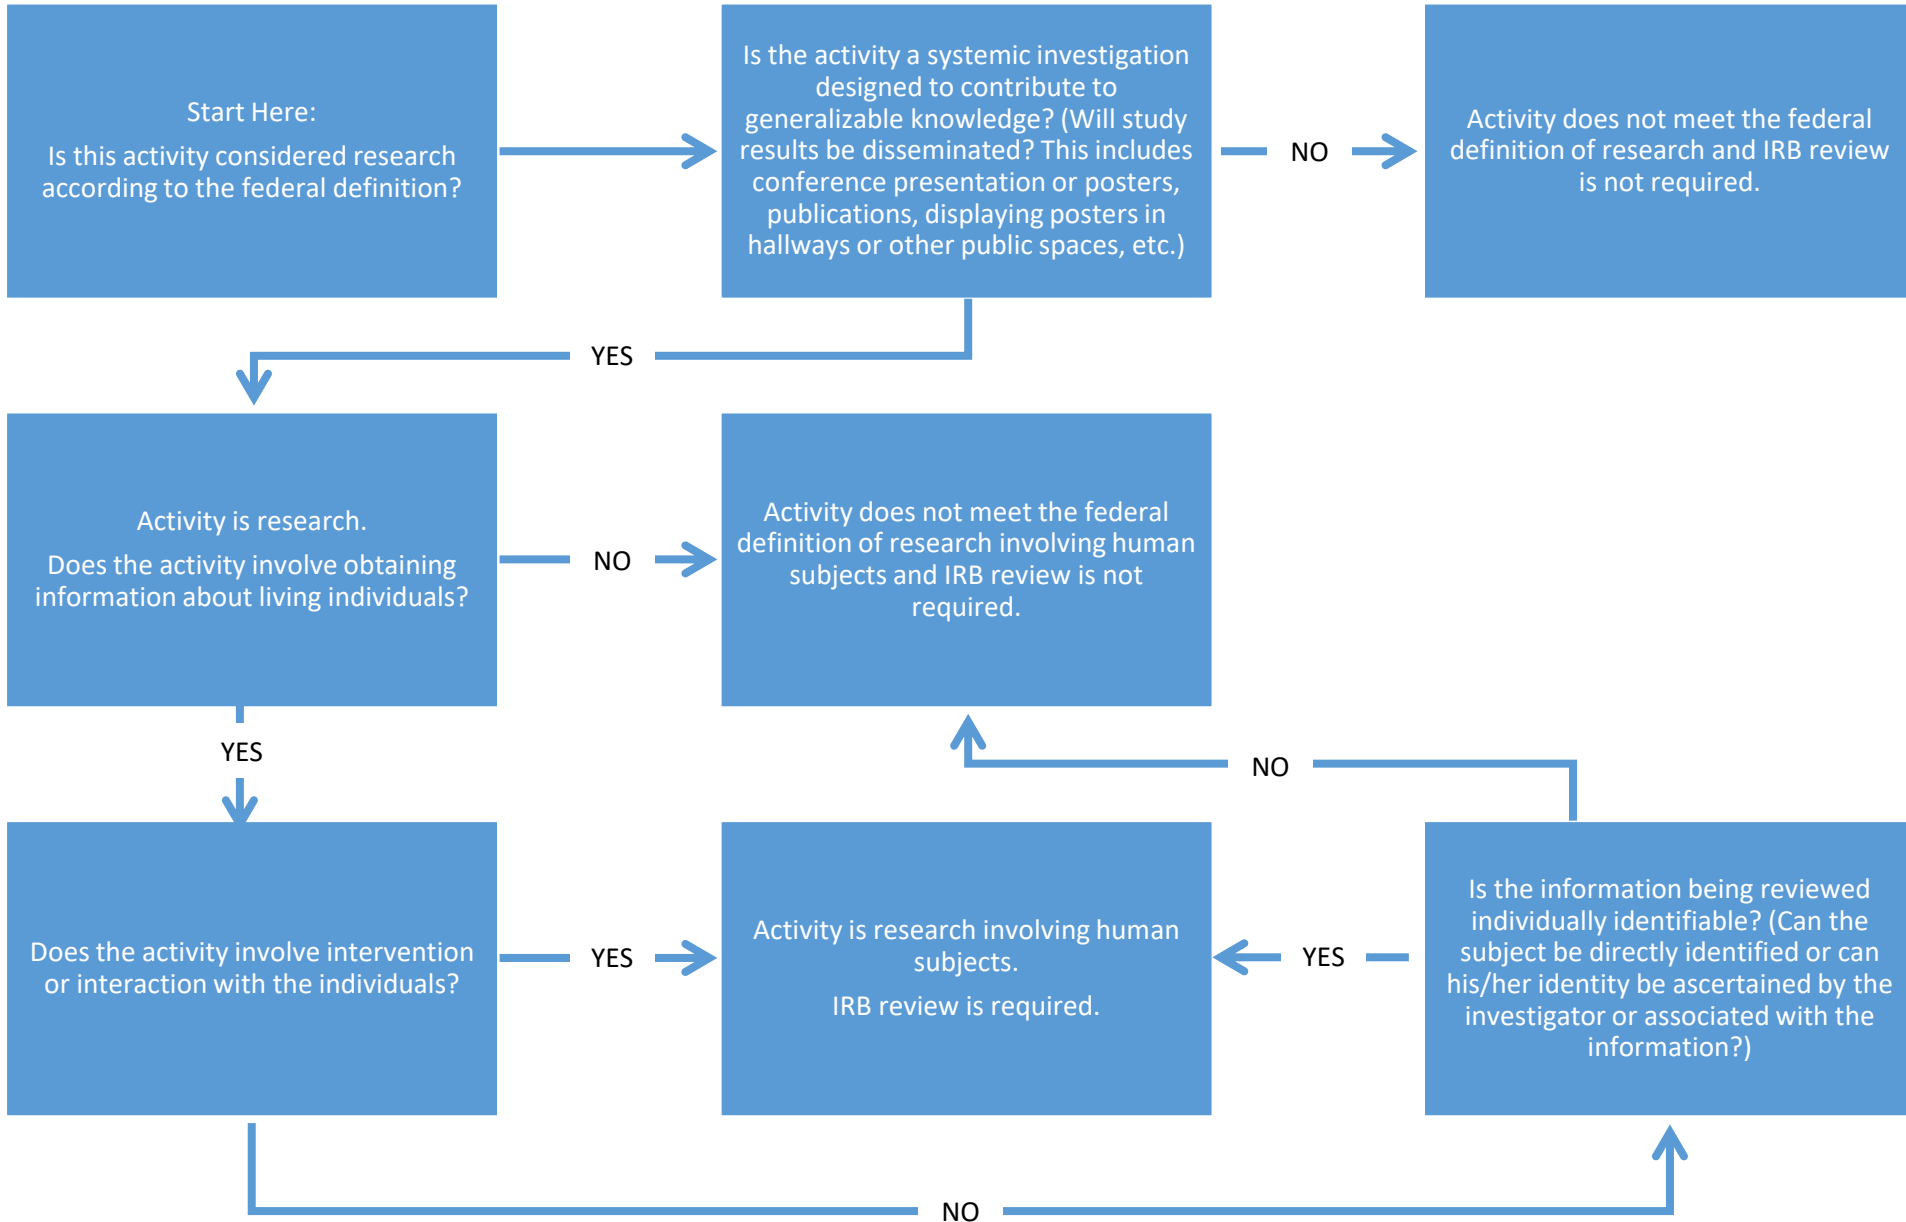 Start Here:
Is this activity considered research
according to the federal definition?
Is the activity a systemic investigation
designed to contribute to
generalizable knowledge? (Will study
results be disseminated? This includes
conference presentation or posters,
publications, displaying posters in
hallways or other public spaces, etc.)
NO
Activity does not meet the federal
definition of research and IRB review
is not required.
YES
Activity is research.
Does the activity involve obtaining
information about living individuals?
NO
Activity does not meet the federal
definition of research involving human
subjects and IRB review is not
required.
YES
NO
Does the activity involve intervention
or interaction with the individuals?
YES
Activity is research involving human
subjects.
IRB review is required.
YES
Is the information being reviewed
individually identifiable? (Can the
subject be directly identified or can
his/her identity be ascertained by the
investigator or associated with the
information?)
NO